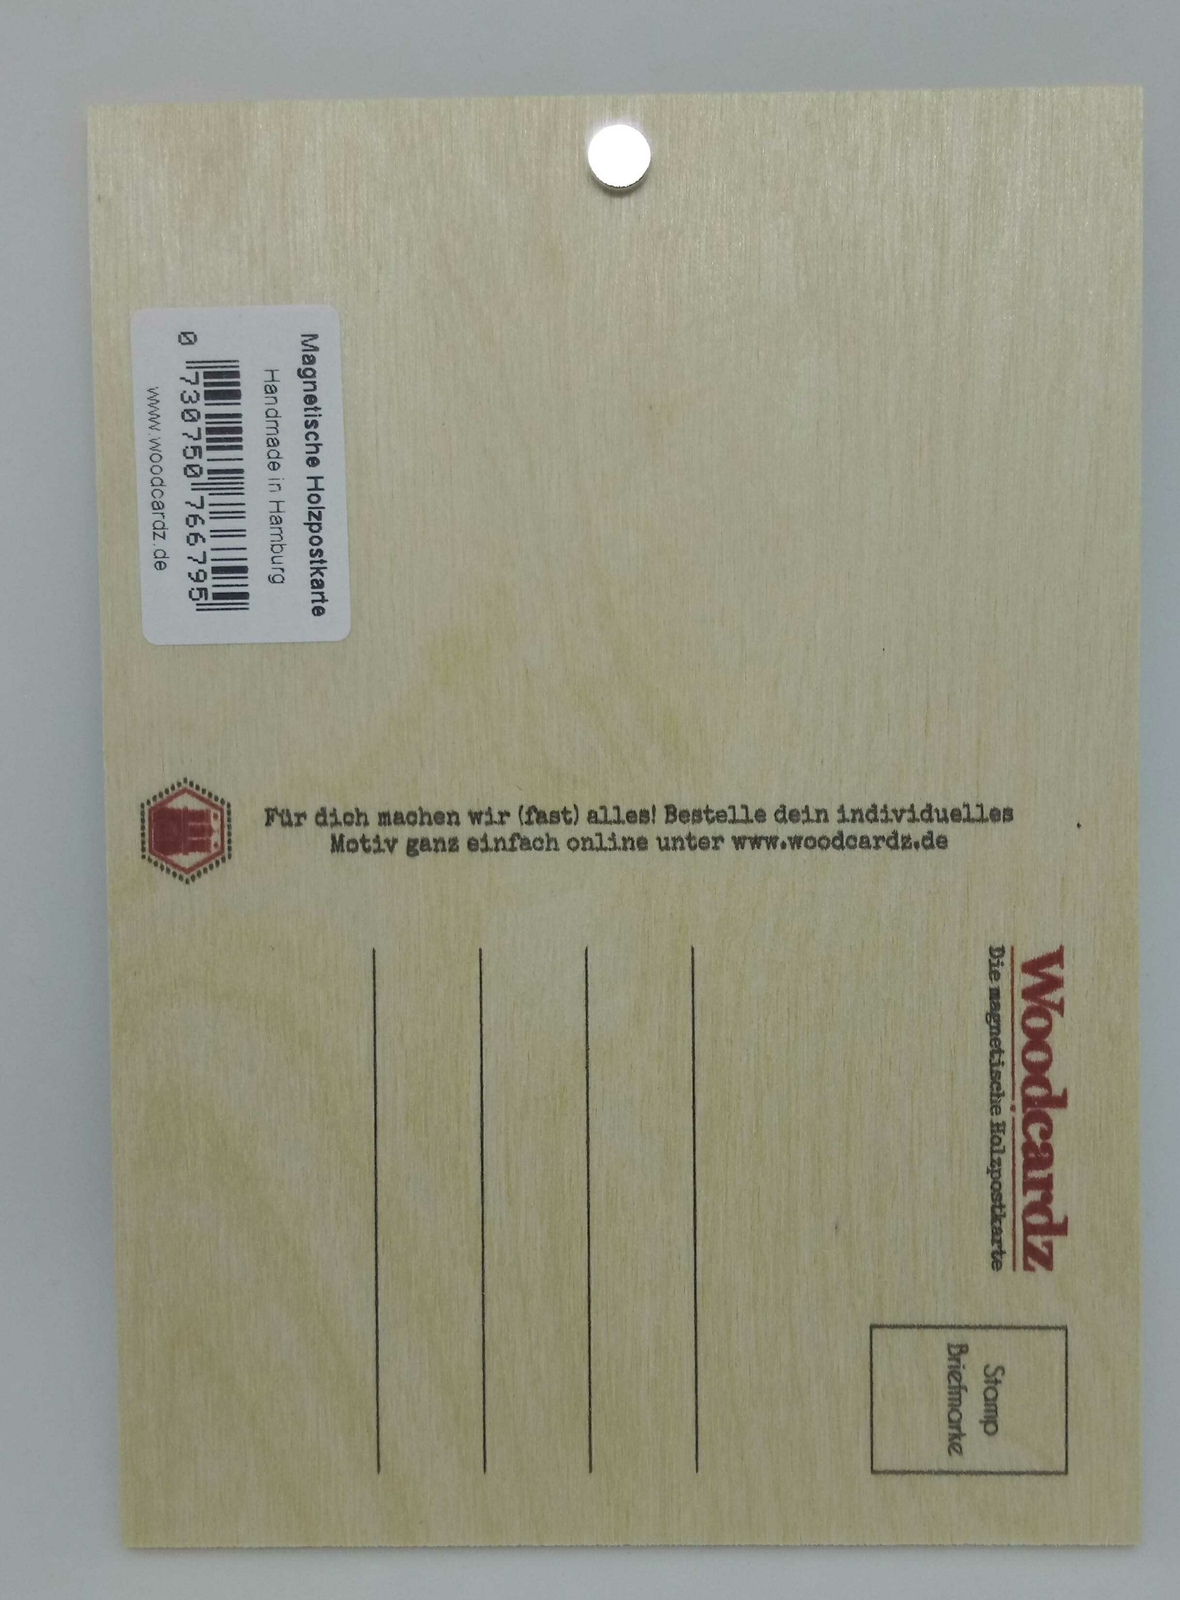 Magnetische Holzpostkarte
Handmade in Hamburg
0 730750 766795
www.woodcardz.de
Für dich machen wir (fast) alles! Bestelle dein individuelles
Motiv ganz einfach online unter www.woodcardz.de
Woodcardz
Die magnetische Holzpostkarte
Stamp
Briefmarke